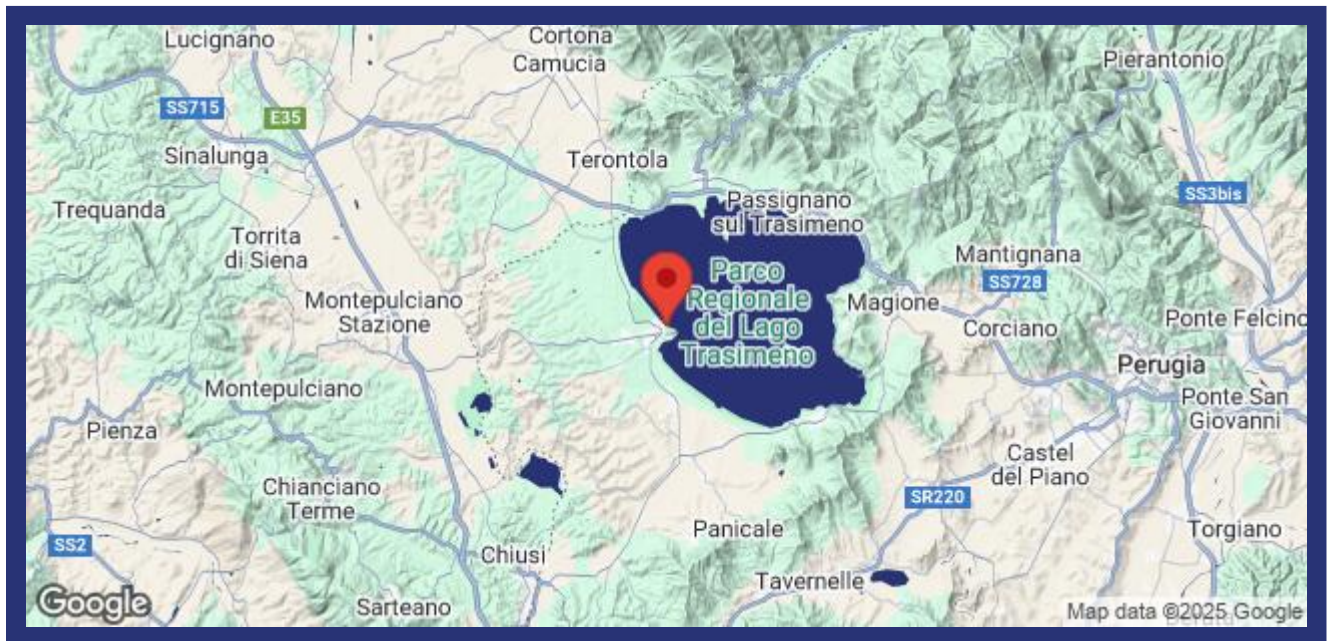 Lucignano
Cortona
Camucia
Pierantonio
SS715
E35
Sinalunga
Terontola
SS3bis
Trequanda
Passignano
sul Trasimeno
Torrita
di Siena
Mantignana
SS728
Parco
Regionale
del Lago
Trasimeno
Montepulciano
Stazione
Magione
Corciano
Ponte Felcino
Perugia
Montepulciano
Ponte San
Giovanni
Pienza
Castel
del Piano
Chianciano
Terme
SR220
Panicale
Torgiano
SS2
Chiusi
Tavernelle
Sarteano
Google
Map data ©2025 Google